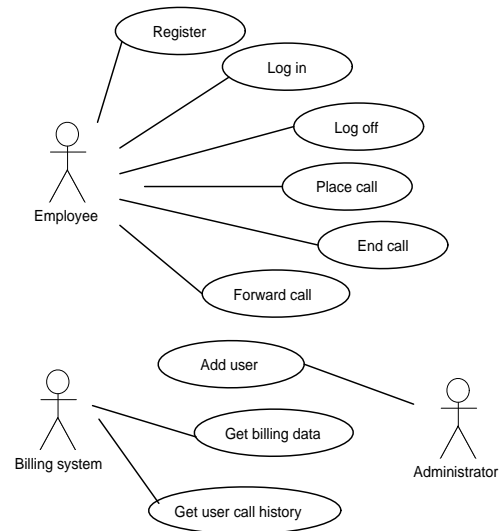 Register
Log in
Log off
Place call
Employee
End call
Forward call
Add user
Get billing data
Billing system
Administrator
Get user call history